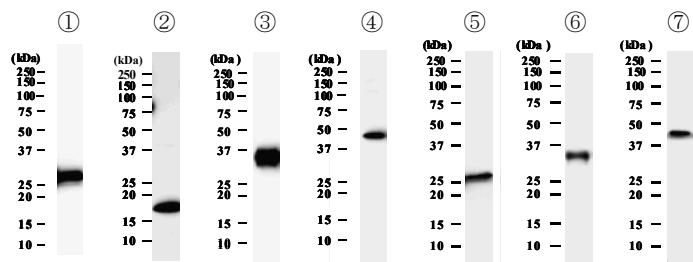 ① ② ③ ④ ⑤ ⑥ ⑦
(kDa) (kDa) (kDa) (kDa) (kDa) (kDa) (kDa)
250 250 250 250 250 250 250
150 150 150 150 150 150 150
100 100 100 100 100 100 100
75 75 75 75 75 75 75
50 50 50 50 50 50 50
37 37 37 37 37 37 37
25 25 25 25 25 25 25
20 20 20 20 20 20 20
15 15 15 15 15 15 15
10 10 10 10 10 10 10